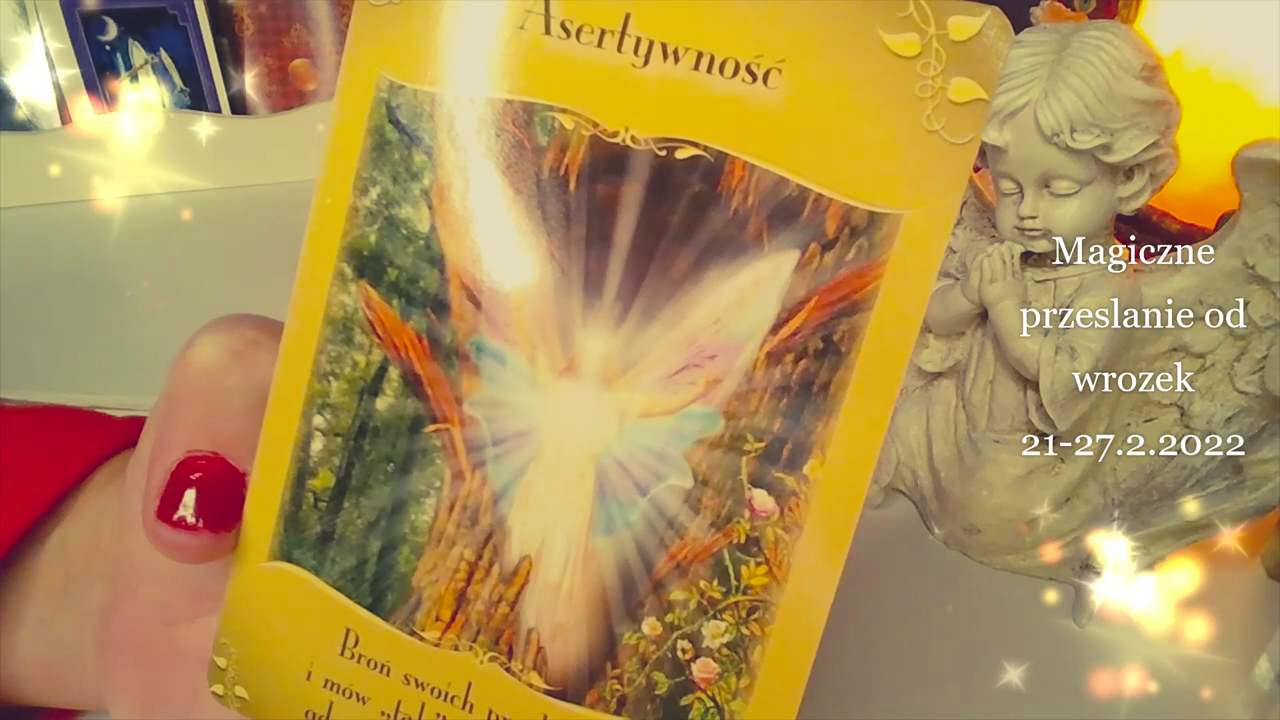 Asertywność
Magiczne
przeslanie od
wrozek
21-27.2.2022
Broń swoich
i mów